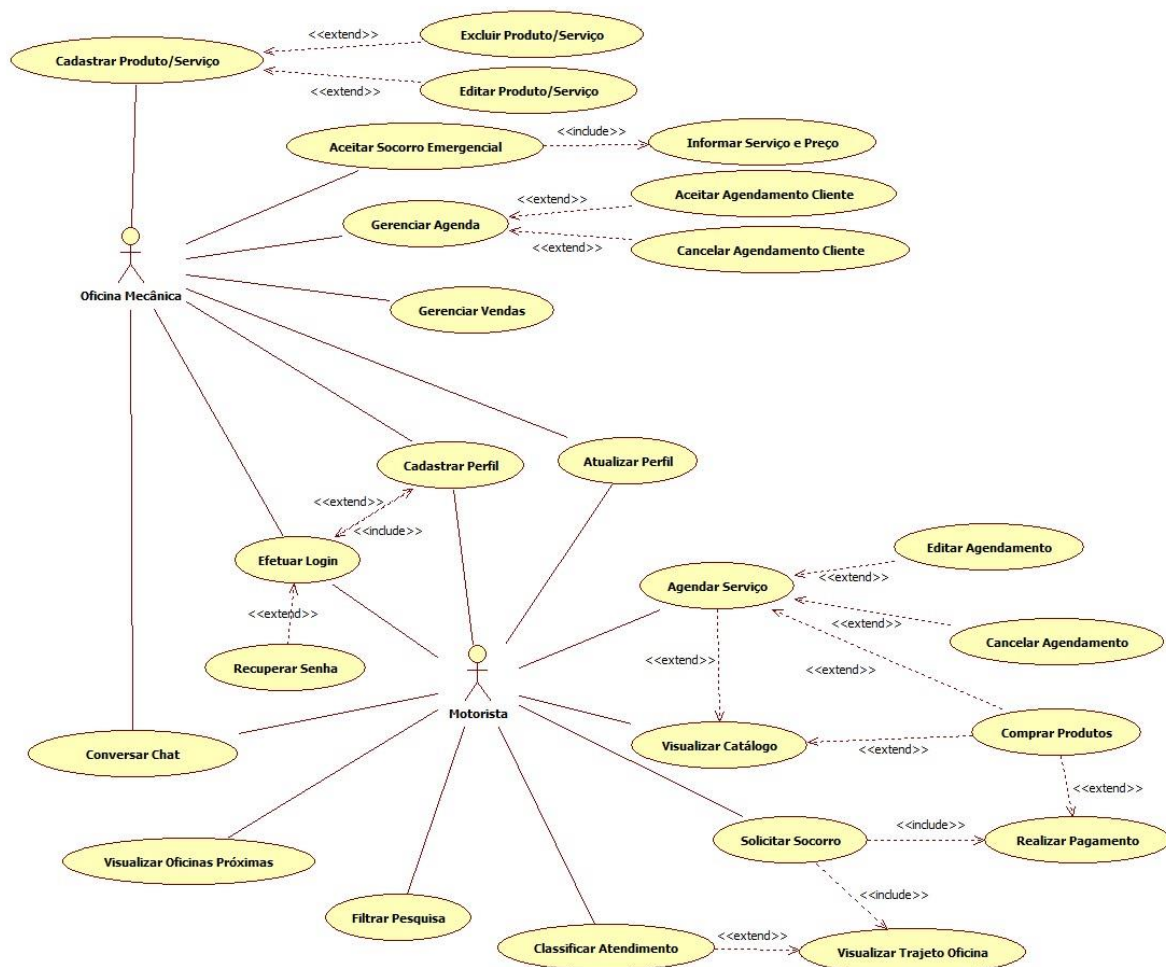 <<extend>>
Excluir Produto/Serviço
Cadastrar Produto/Serviço
<<extend>>
Editar Produto/Serviço
<<include>>
Aceitar Socorro Emergencial
Informar Serviço e Preço
<<extend>>
Aceitar Agendamento Cliente
Gerenciar Agenda
<<extend>>
Cancelar Agendamento Cliente
Oficina Mecânica
Gerenciar Vendas
Cadastrar Perfil
Atualizar Perfil
<<extend>>
<<include>>
Efetuar Login
Editar Agendamento
<<extend>>
Agendar Serviço
<<extend>>
Recuperar Senha
<<extend>>
Cancelar Agendamento
<<extend>>
<<extend>>
Motorista
Conversar Chat
Visualizar Catálogo
<<extend>>
Comprar Produtos
<<extend>>
Visualizar Oficinas Próximas
Solicitar Socorro
<<include>>
Realizar Pagamento
<<include>>
Filtrar Pesquisa
Classificar Atendimento
<<extend>>
Visualizar Trajeto Oficina